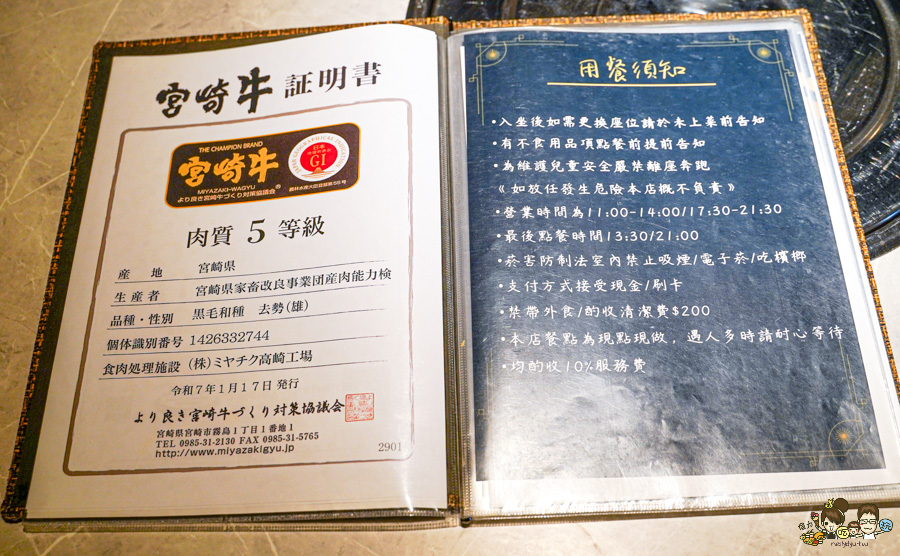 宮崎牛 証明書
THE CHAMPION BRAND
宮崎牛
MIYAZAKI-WAGYU
より良き宮崎牛づくり対策協議会
日本
GI
農林水産大臣登録第55号
肉質 5 等級
産地 宮崎県
生産者 宮崎県家畜改良事業団産肉能力検
品種・性別 黒毛和種 去勢(雄)
個体識別番号 1426332744
食肉処理施設 (株)ミヤチク高崎工場
令和7年1月17日 発行
より良き宮崎牛づくり対策協議会
宮崎県宮崎市霧島1丁目1番地1
TEL 0985-31-2130 FAX 0985-31-5765
http://www.miyazakigyu.jp
2901
用餐須知
•入坐後如需更換座位請於未上菜前告知
•有不食用品項點餐前提前告知
•為維護兒童安全嚴禁離座奔跑
《如放任發生危險本店概不負責》
•營業時間為11:00-14:00/17:30-21:30
•最後點餐時間13:30/21:00
•菸害防制法室內禁止吸煙/電子菸/吃檳榔
•支付方式接受現金/刷卡
•禁帶外食/酌收清潔費$200
•本店餐點為現點現做，遇人多時請耐心等待
•均酌收10%服務費